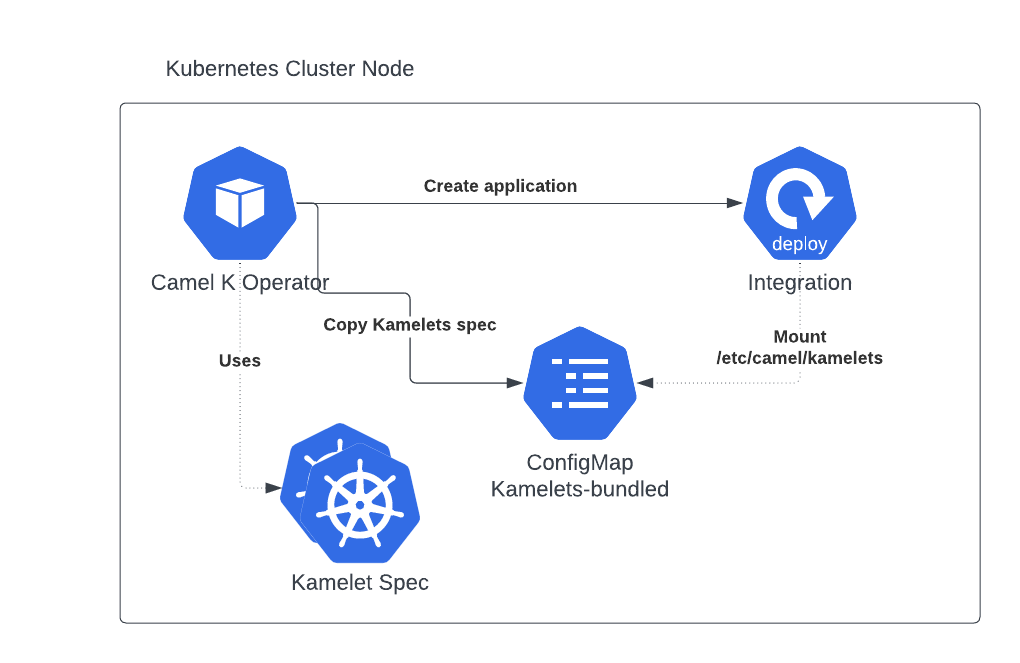 Kubernetes Cluster Node
Create application
deploy
Camel K Operator
Integration
Copy Kamelets spec
Mount
/etc/camel/kamelets
Uses
ConfigMap
Kamelets-bundled
Kamelet Spec